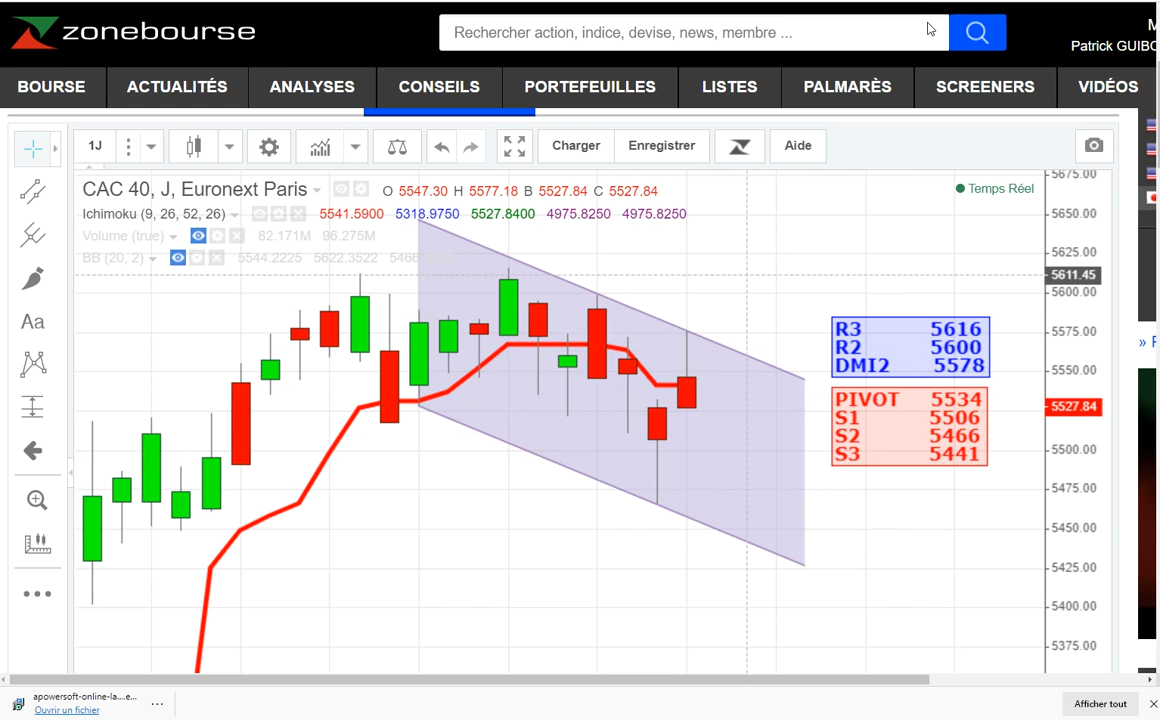 zonebourse
Rechercher action, indice, devise, news, membre ...
M
Patrick GUIBO
BOURSE ACTUALITÉS ANALYSES CONSEILS PORTEFEUILLES LISTES PALMARÈS SCREENERS VIDÉOS
1J Charger Enregistrer Aide
CAC 40, J, Euronext Paris O 5547.30 H 5577.18 B 5527.84 C 5527.84
Temps Réel
Ichimoku (9, 26, 52, 26) 5541.5900 5318.9750 5527.8400 4975.8250 4975.8250
Volume (true) 82.171M 96.275M
BB (20, 2) 5544.2225 5622.3522 5466
5675.00
5650.00
5625.00
5611.45
5600.00
5575.00
5550.00
5527.84
5500.00
5475.00
5450.00
5425.00
5400.00
5375.00
R3 5616
R2 5600
DMI2 5578
PIVOT 5534
S1 5506
S2 5466
S3 5441
Aa
apowersoft-online-la....e...
Ouvrir un fichier
Afficher tout